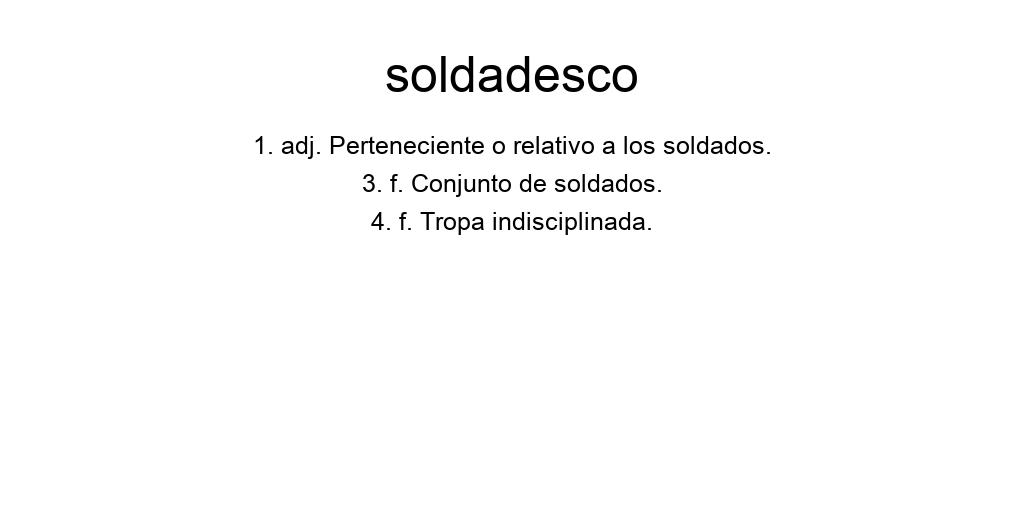 soldadesco
1. adj. Perteneciente o relativo a los soldados.
3. f. Conjunto de soldados.
4. f. Tropa indisciplinada.